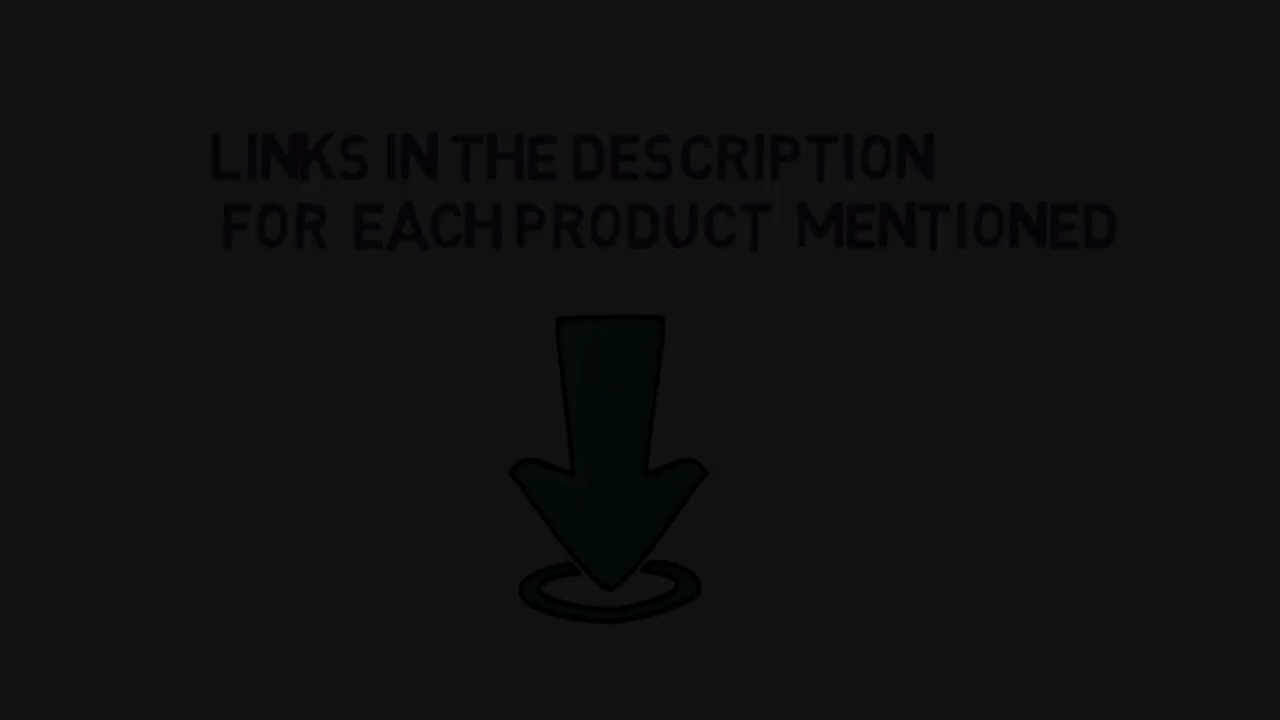 LINKS IN THE DESCRIPTION
FOR EACH PRODUCT MENTIONED